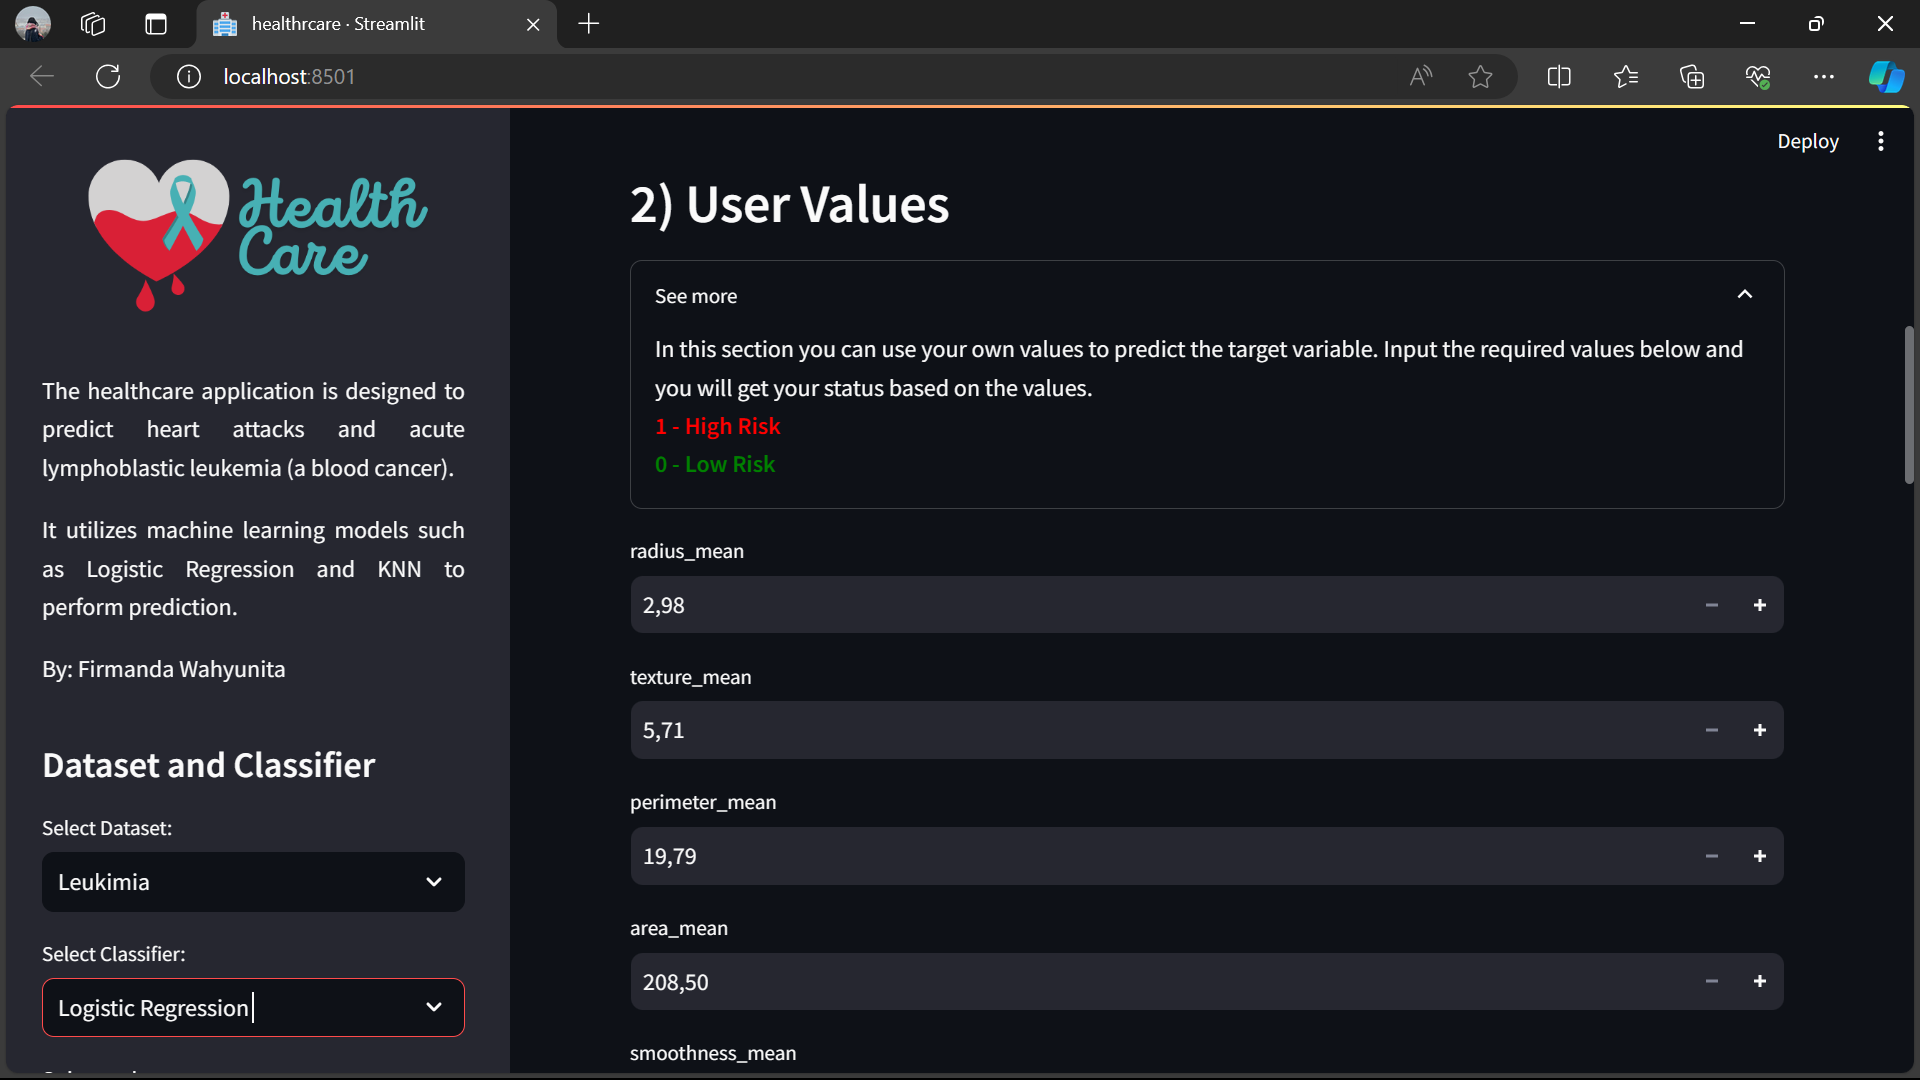 healthrcare · Streamlit
localhost:8501
Health
Care
The healthcare application is designed to
predict heart attacks and acute
lymphoblastic leukemia (a blood cancer).
It utilizes machine learning models such
as Logistic Regression and KNN to
perform prediction.
By: Firmanda Wahyunita
Dataset and Classifier
Select Dataset:
Leukimia
Select Classifier:
Logistic Regression
Deploy
2) User Values
See more
In this section you can use your own values to predict the target variable. Input the required values below and
you will get your status based on the values.
1 - High Risk
0 - Low Risk
radius_mean
2,98
texture_mean
5,71
perimeter_mean
19,79
area_mean
208,50
smoothness_mean